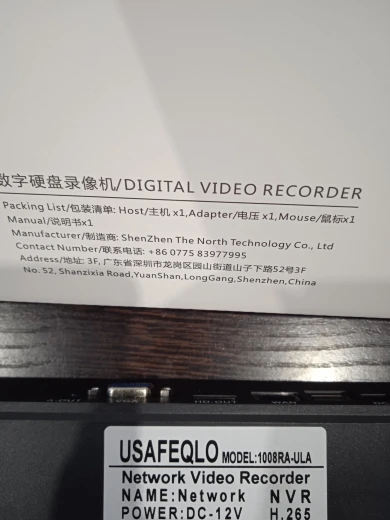 数字硬盘录像机/DIGITAL VIDEO RECORDER
Packing List/包装清单: Host/主机 x1,Adapter/电压 x1,Mouse/鼠标x1
Manual/说明书x1
Manufacturer/制造商: ShenZhen The North Technology Co., Ltd
Contact Number/联系电话: +86 0775 83977995
Address/地址: 3F, 广东省深圳市龙岗区园山街道山子下路52号3F
No. 52, Shanzixia Road,YuanShan,LongGang,Shenzhen,China
A-OUT VGA HD-OUT WAN
USAFEQLO MODEL:1008RA-ULA
Network Video Recorder
NAME:Network NVR
POWER:DC-12V H.265